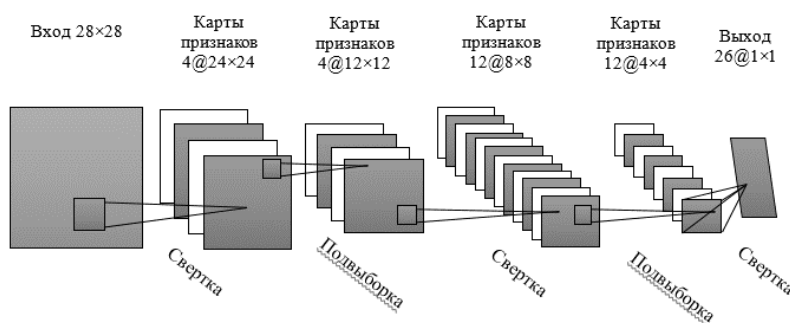 Вход 28×28
Карты
признаков
4@24×24
Карты
признаков
4@12×12
Карты
признаков
12@8×8
Карты
признаков
12@4×4
Выход
26@1×1
Свертка
Подвыборка
Свертка
Подвыборка
Свертка